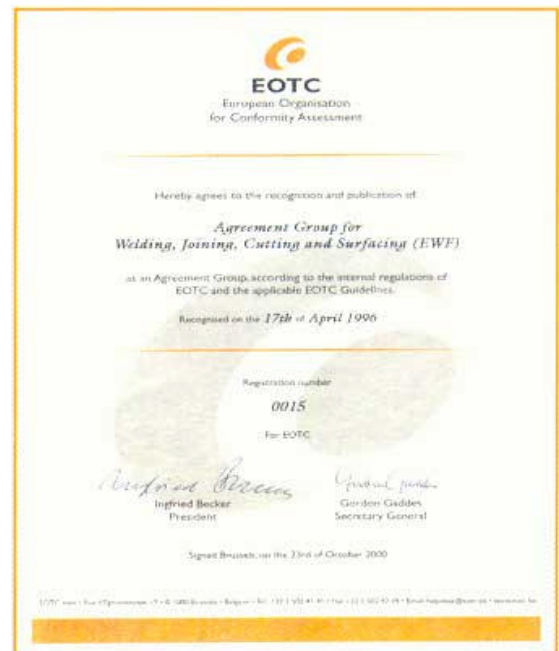 EOTC
European Organisation
for Conformity Assessment
Hereby agrees to the recognition and publication of
Agreement Group for
Welding, Joining, Cutting and Surfacing (EWF)
as an Agreement Group, according to the internal regulations of
EOTC and the applicable EOTC Guidelines.
Recognised on the 17th of April 1996
Registration number
0015
For EOTC
Ingfried Becker
President
Gordon Gaddes
Secretary General
Signed Brussels, on the 23rd of October 2000